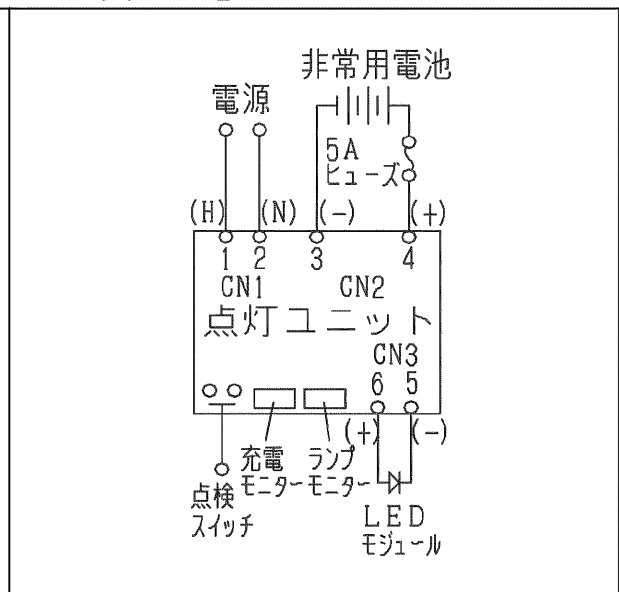 非常用電池
電源
5A
ヒューズ
(H) (N) (-) (+)
1 2 3 4
CN1 CN2
点灯ユニット
CN3
6 5
(+) (-)
充電
モニター
ランプ
モニター
点検
スイッチ
LED
モジュール